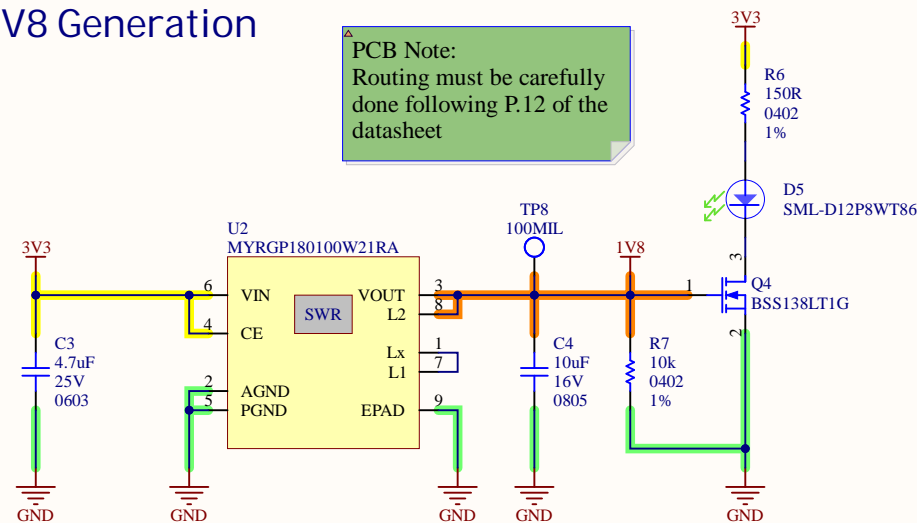 V8 Generation
PCB Note:
Routing must be carefully
done following P.12 of the
datasheet
3V3
R6
150R
0402
1%
D5
SML-D12P8WT86
TP8
100MIL
U2
MYRGP180100W21RA
3V3
1V8
6
VIN
VOUT
3
L2
8
SWR
4
CE
Lx
1
L1
7
2
AGND
5
PGND
EPAD
9
C3
4.7uF
25V
0603
C4
10uF
16V
0805
R7
10k
0402
1%
1
3
Q4
BSS138LT1G
2
GND
GND
GND
GND
GND